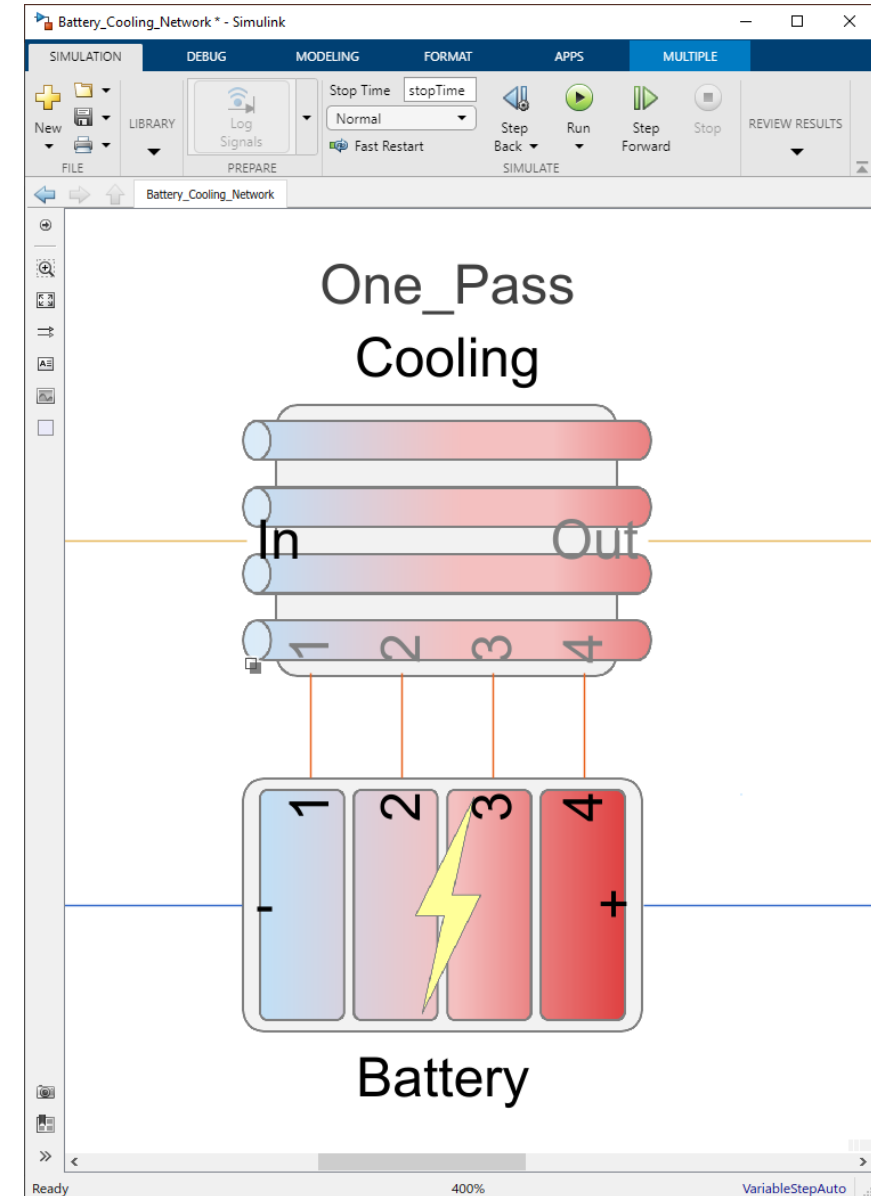 Battery_Cooling_Network * - Simulink
SIMULATION DEBUG MODELING FORMAT APPS MULTIPLE
New
FILE
LIBRARY
Log
Signals
PREPARE
Stop Time stopTime
Normal
Fast Restart
Step
Back
Run
Step
Forward
Stop
SIMULATE
REVIEW RESULTS
Battery_Cooling_Network
One_Pass
Cooling
In Out
1 2 3 4
1 2 3 4
- +
Battery
Ready 400% VariableStepAuto